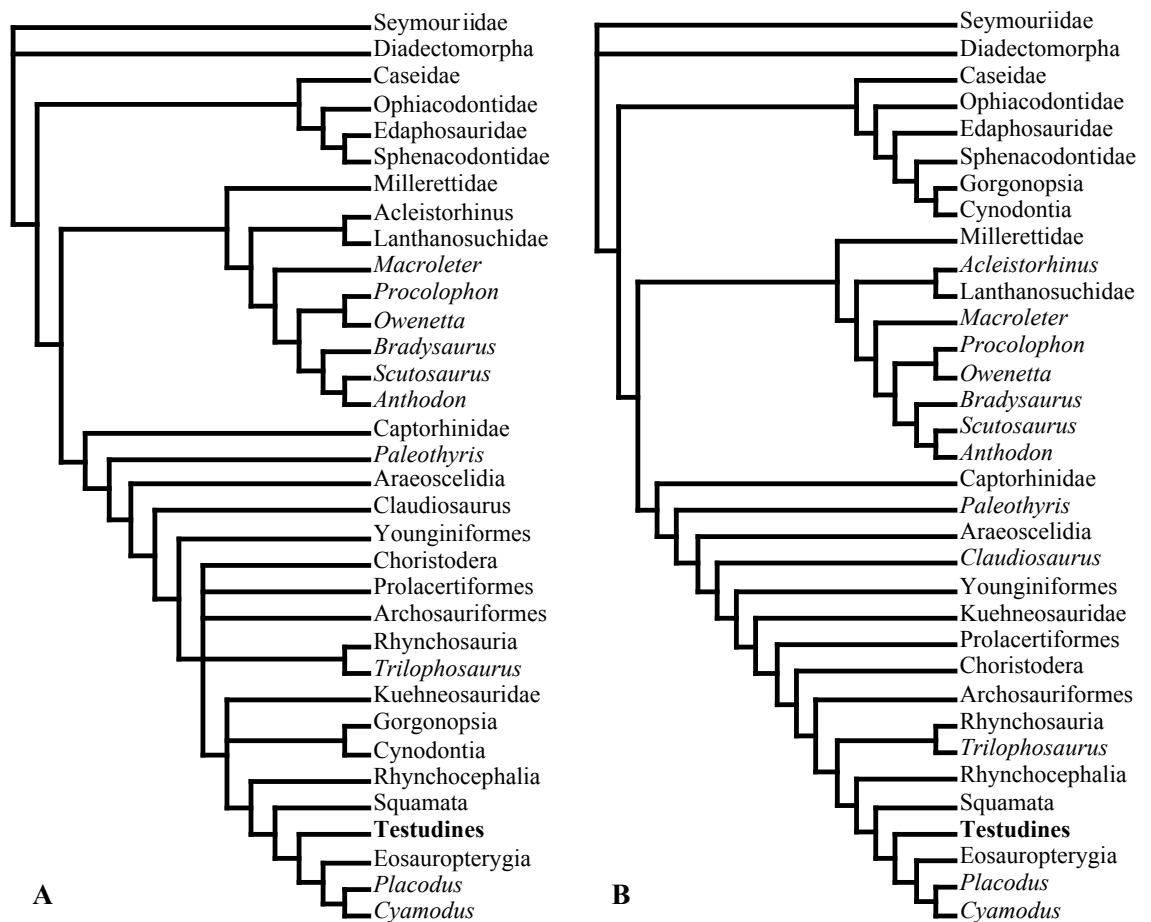 Seymouriidae
Diadectomorpha
Caseidae
Ophiacodontidae
Edaphosauridae
Sphenacodontidae
Millerettidae
Acleistorhinus
Lanthanosuchidae
Macroleter
Procolophon
Owenetta
Bradysaurus
Scutosaurus
Anthodon
Captorhinidae
Paleothyris
Araeoscelidia
Claudiosaurus
Younginiformes
Choristodera
Prolacertiformes
Archosauriformes
Rhynchosauria
Trilophosaurus
Kuehneosauridae
Gorgonopsia
Cynodontia
Rhynchocephalia
Squamata
Testudines
Eosauropterygia
Placodus
Cyamodus
A
Seymouriidae
Diadectomorpha
Caseidae
Ophiacodontidae
Edaphosauridae
Sphenacodontidae
Gorgonopsia
Cynodontia
Millerettidae
Acleistorhinus
Lanthanosuchidae
Macroleter
Procolophon
Owenetta
Bradysaurus
Scutosaurus
Anthodon
Captorhinidae
Paleothyris
Araeoscelidia
Claudiosaurus
Younginiformes
Kuehneosauridae
Prolacertiformes
Choristodera
Archosauriformes
Rhynchosauria
Trilophosaurus
Rhynchocephalia
Squamata
Testudines
Eosauropterygia
Placodus
Cyamodus
B